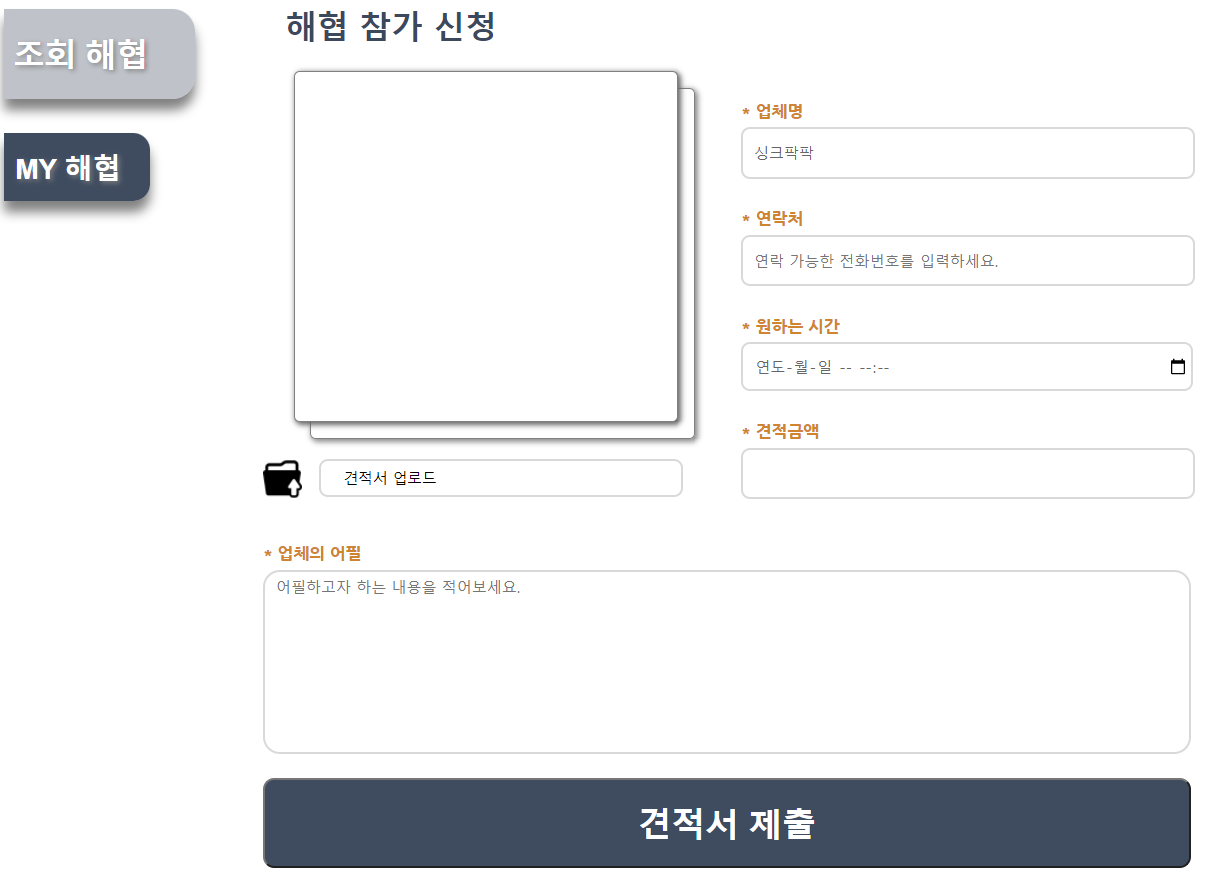 조회 해협
MY 해협
해협 참가 신청
* 업체명
싱크팍팍
* 연락처
연락 가능한 전화번호를 입력하세요.
* 원하는 시간
연도-월-일 -- --:--
* 견적금액
견적서 업로드
* 업체의 어필
어필하고자 하는 내용을 적어보세요.
견적서 제출